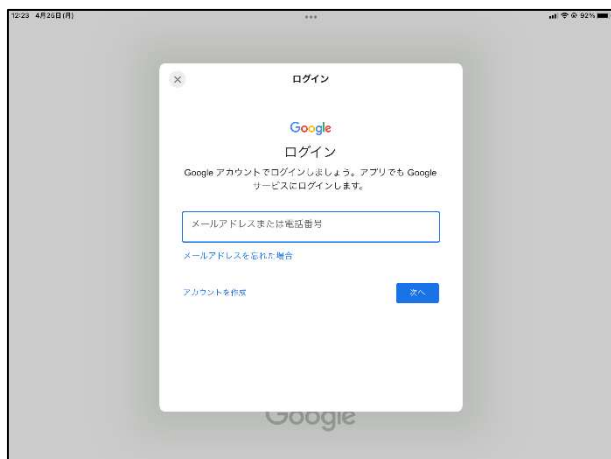 12:23 4月26日(月)
92%
ログイン
Google
ログイン
Google アカウントでログインしましょう。アプリでも Google
サービスにログインします。
メールアドレスまたは電話番号
メールアドレスを忘れた場合
アカウントを作成
次へ
Google